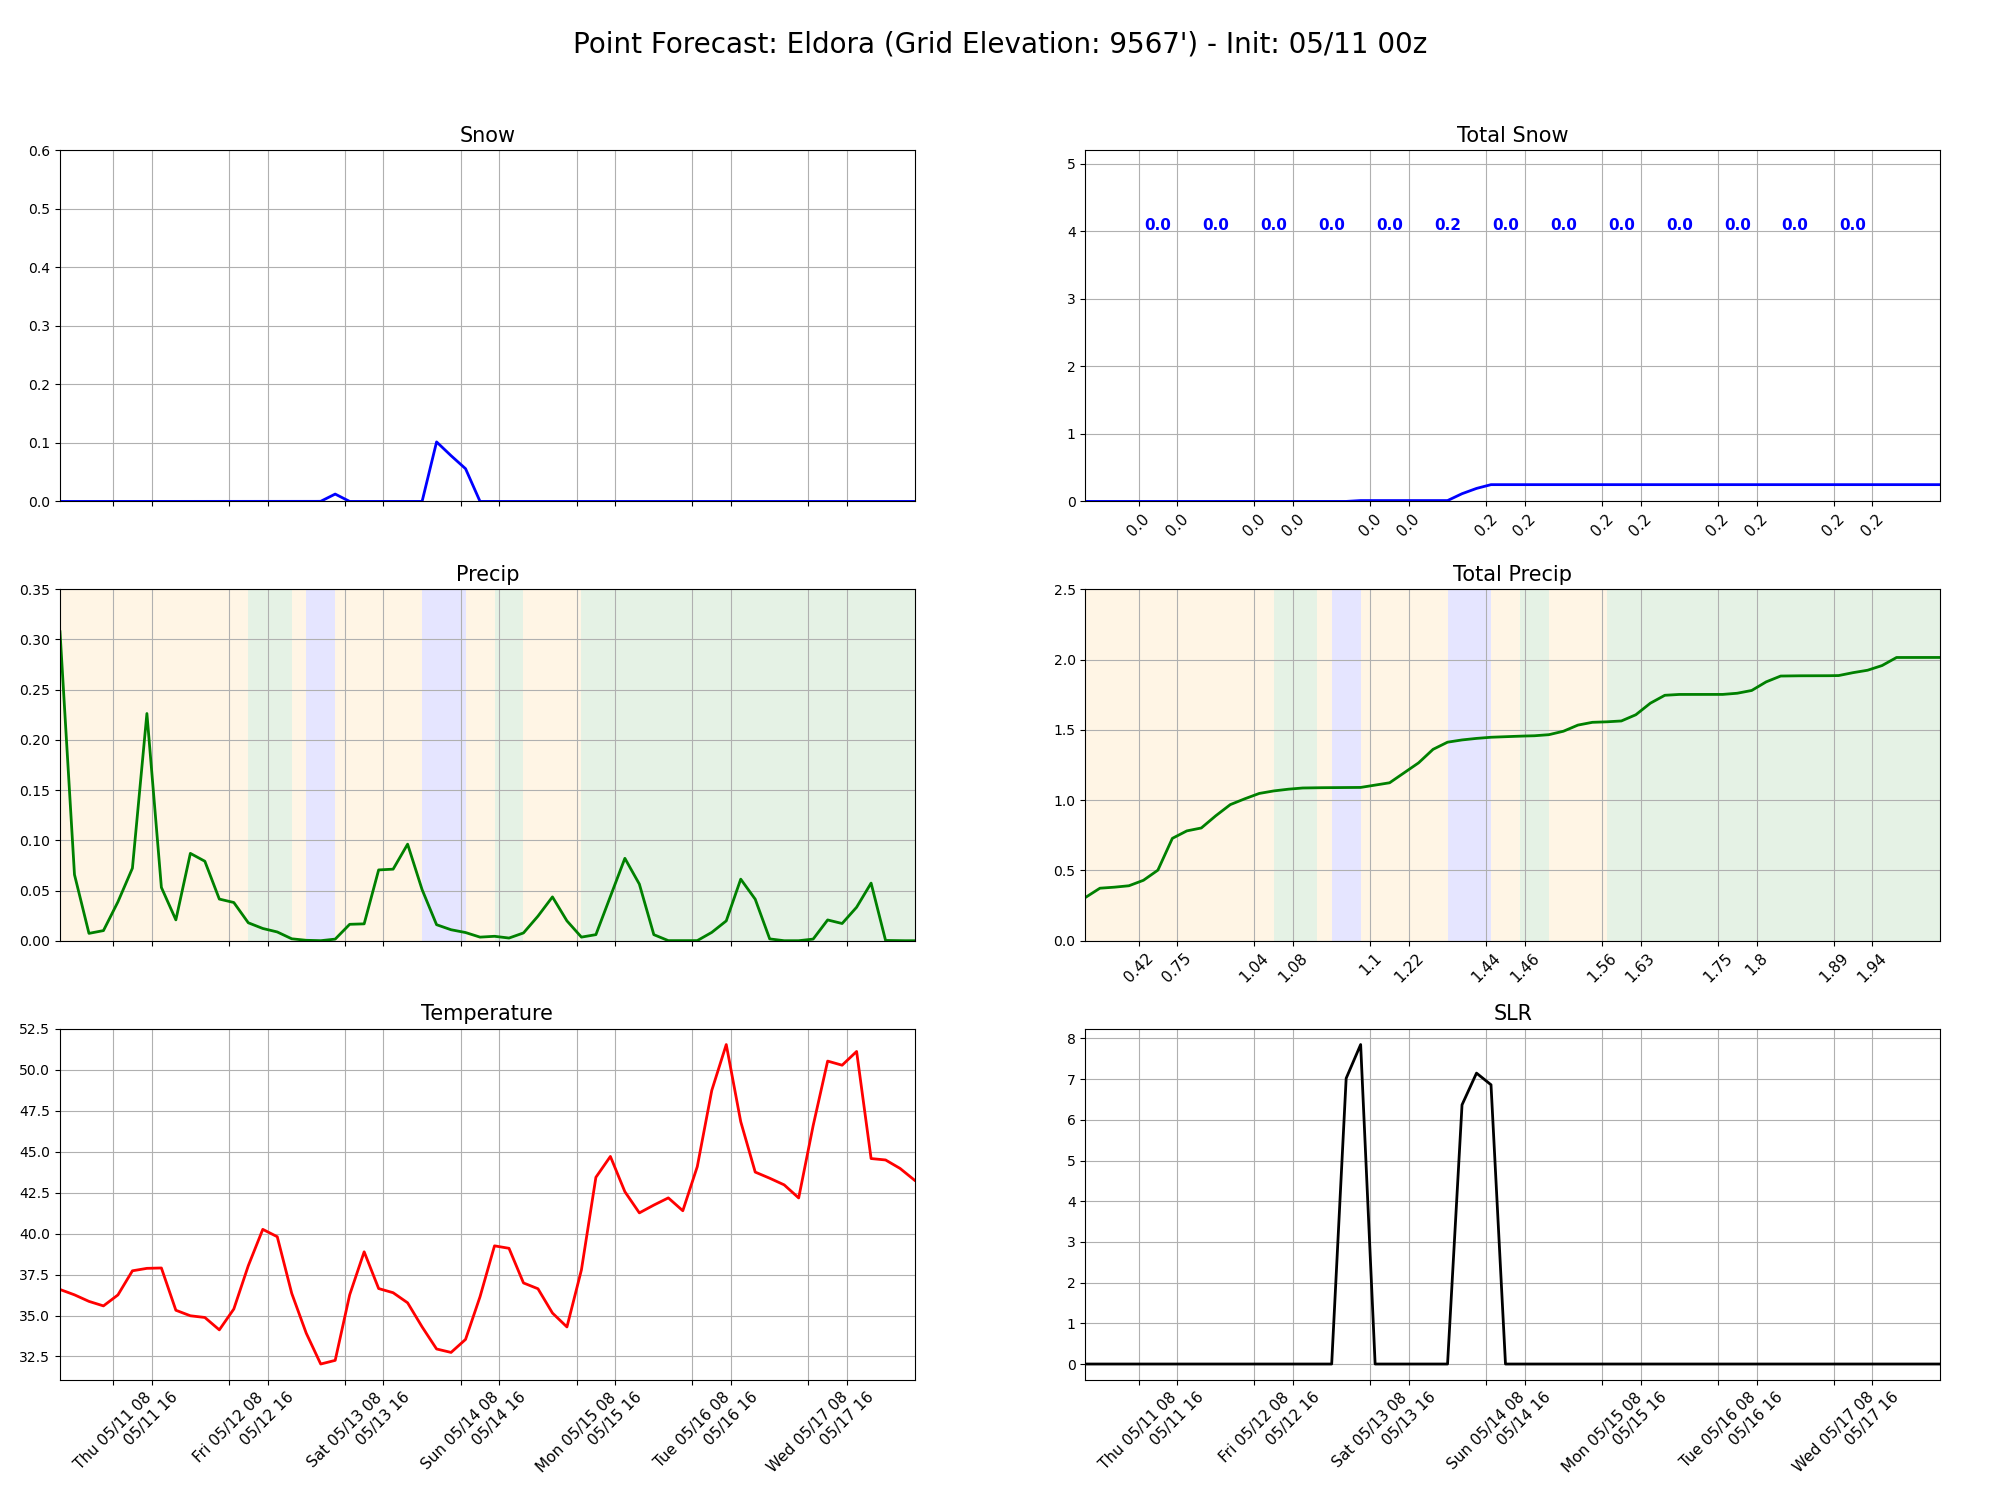 Point Forecast: Eldora (Grid Elevation: 9567') - Init: 05/11 00z
Snow
0.6
0.5
0.4
0.3
0.2
0.1
0.0
Total Snow
5
4
3
2
1
0
0.0 0.0 0.0 0.0 0.0 0.2 0.0 0.0 0.0 0.0 0.0 0.0 0.0
0.0 0.0 0.0 0.0 0.0 0.0 0.2 0.2 0.2 0.2 0.2 0.2 0.2 0.2
Precip
0.35
0.30
0.25
0.20
0.15
0.10
0.05
0.00
Total Precip
2.5
2.0
1.5
1.0
0.5
0.0
0.42 0.75 1.04 1.08 1.1 1.22 1.44 1.46 1.56 1.63 1.75 1.8 1.89 1.94
Temperature
52.5
50.0
47.5
45.0
42.5
40.0
37.5
35.0
32.5
Thu 05/11 08
05/11 16
Fri 05/12 08
05/12 16
Sat 05/13 08
05/13 16
Sun 05/14 08
05/14 16
Mon 05/15 08
05/15 16
Tue 05/16 08
05/16 16
Wed 05/17 08
05/17 16
SLR
8
7
6
5
4
3
2
1
0
Thu 05/11 08
05/11 16
Fri 05/12 08
05/12 16
Sat 05/13 08
05/13 16
Sun 05/14 08
05/14 16
Mon 05/15 08
05/15 16
Tue 05/16 08
05/16 16
Wed 05/17 08
05/17 16